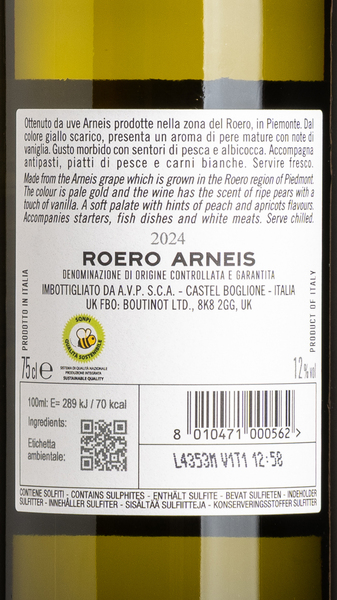 Ottenuto da uve Arneis prodotte nella zona del Roero, in Piemonte. Dal
colore giallo scarico, presenta un aroma di pere mature con note di
vaniglia. Gusto morbido con sentori di pesca e albicocca. Accompagna
antipasti, piatti di pesce e carni bianche. Servire fresco.
Made from the Arneis grape which is grown in the Roero region of Piedmont.
The colour is pale gold and the wine has the scent of ripe pears with a
touch of vanilla. A soft palate with hints of peach and apricots flavours.
Accompanies starters, fish dishes and white meats. Serve chilled.
2024
ROERO ARNEIS
DENOMINAZIONE DI ORIGINE CONTROLLATA E GARANTITA
IMBOTTIGLIATO DA A.V.P. S.C.A. - CASTEL BOGLIONE - ITALIA
UK FBO: BOUTINOT LTD., 8K8 2GG, UK
PRODOTTO IN ITALIA
PRODUCT OF ITALY
SQNPI
QUALITÀ SOSTENIBILE
SISTEMA DI QUALITÀ NAZIONALE
PRODUZIONE INTEGRATA
SUSTAINABLE QUALITY
75 cl e
12% vol
100ml: E= 289 kJ / 70 kcal
Ingredients:
Etichetta
ambientale:
8 010471 000562 >
L4353M V1T1 12:58
CONTIENE SOLFITI - CONTAINS SULPHITES - ENTHÄLT SULFITE - BEVAT SULFIETEN - INDEHOLDER
SULFITTER - INNEHÅLLER SULFITER - SISÄLTÄÄ SULFIITTEJA - KONSERVERINGSSTOFFER SULFITTER